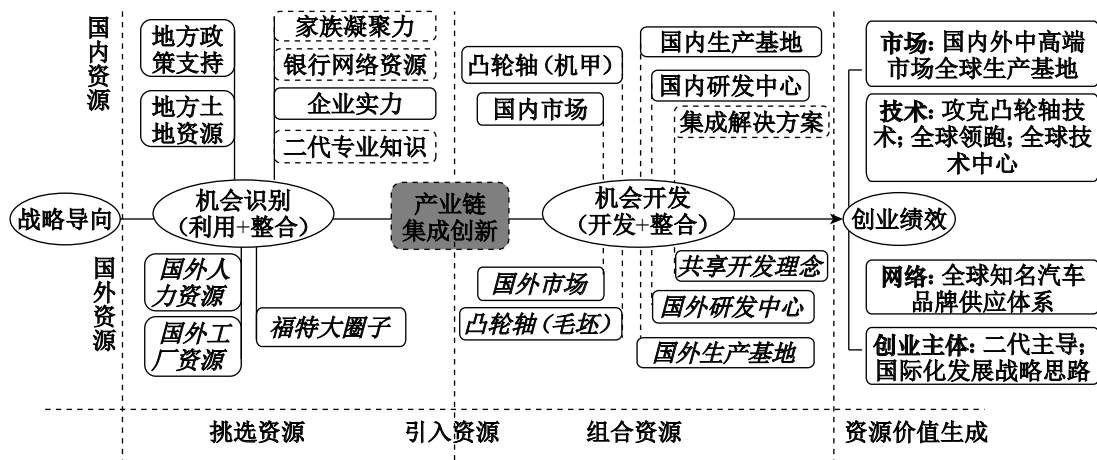 国内资源
地方政
策支持
地方土
地资源
家族凝聚力
银行网络资源
企业实力
二代专业知识
凸轮轴（机甲）
国内市场
国内生产基地
国内研发中心
集成解决方案
市场：国内外中高端
市场全球生产基地
技术：攻克凸轮轴技
术；全球领跑；全球技
术中心
战略导向
机会识别
（利用+整合）
产业链
集成创新
机会开发
（开发+整合）
创业绩效
国外资源
国外人
力资源
国外工
厂资源
福特大圈子
国外市场
凸轮轴（毛坯）
共享开发理念
国外研发中心
国外生产基地
网络：全球知名汽车
品牌供应体系
创业主体：二代主导；
国际化发展战略思路
挑选资源
引入资源
组合资源
资源价值生成